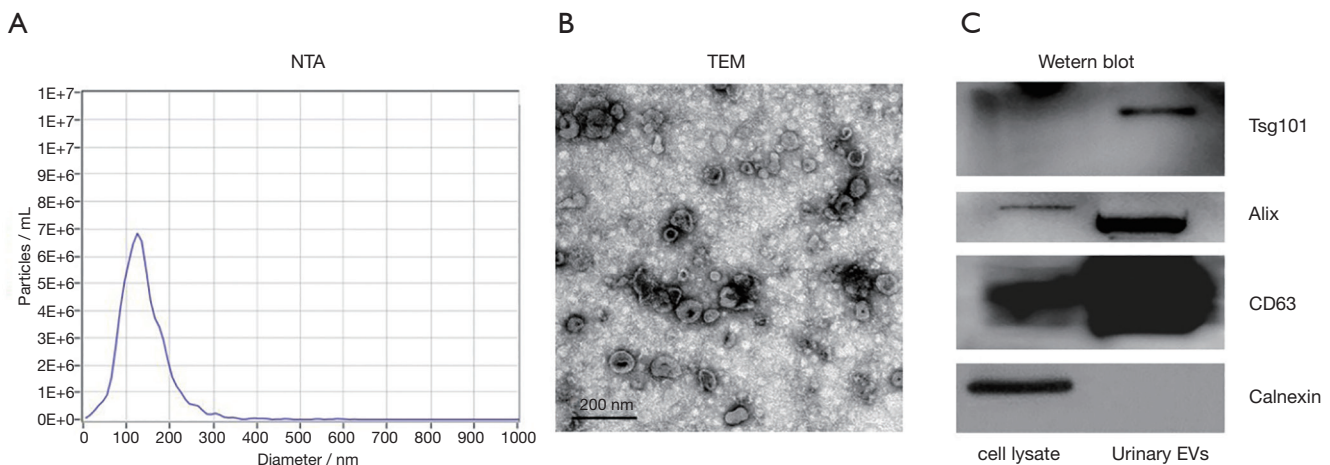 A
NTA
1E+7
1E+7
1E+7
9E+6
8E+6
7E+6
6E+6
5E+6
4E+6
3E+6
2E+6
1E+6
0E+0
Particles / mL
0 100 200 300 400 500 600 700 800 900 1000
Diameter / nm
B
TEM
200 nm
C
Wetern blot
Tsg101
Alix
CD63
Calnexin
cell lysate Urinary EVs